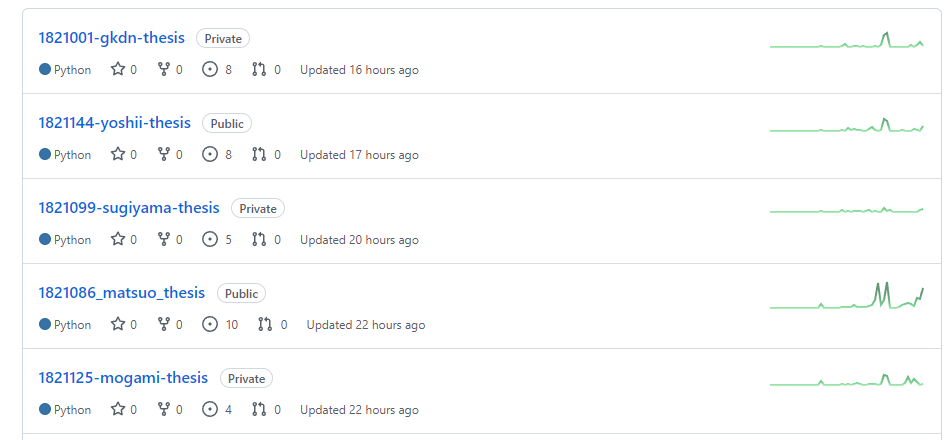 1821001-gkdn-thesis Private
Python 0 0 8 0 Updated 16 hours ago
1821144-yoshii-thesis Public
Python 0 0 8 0 Updated 17 hours ago
1821099-sugiyama-thesis Private
Python 0 0 5 0 Updated 20 hours ago
1821086_matsuo_thesis Public
Python 0 0 10 0 Updated 22 hours ago
1821125-mogami-thesis Private
Python 0 0 4 0 Updated 22 hours ago